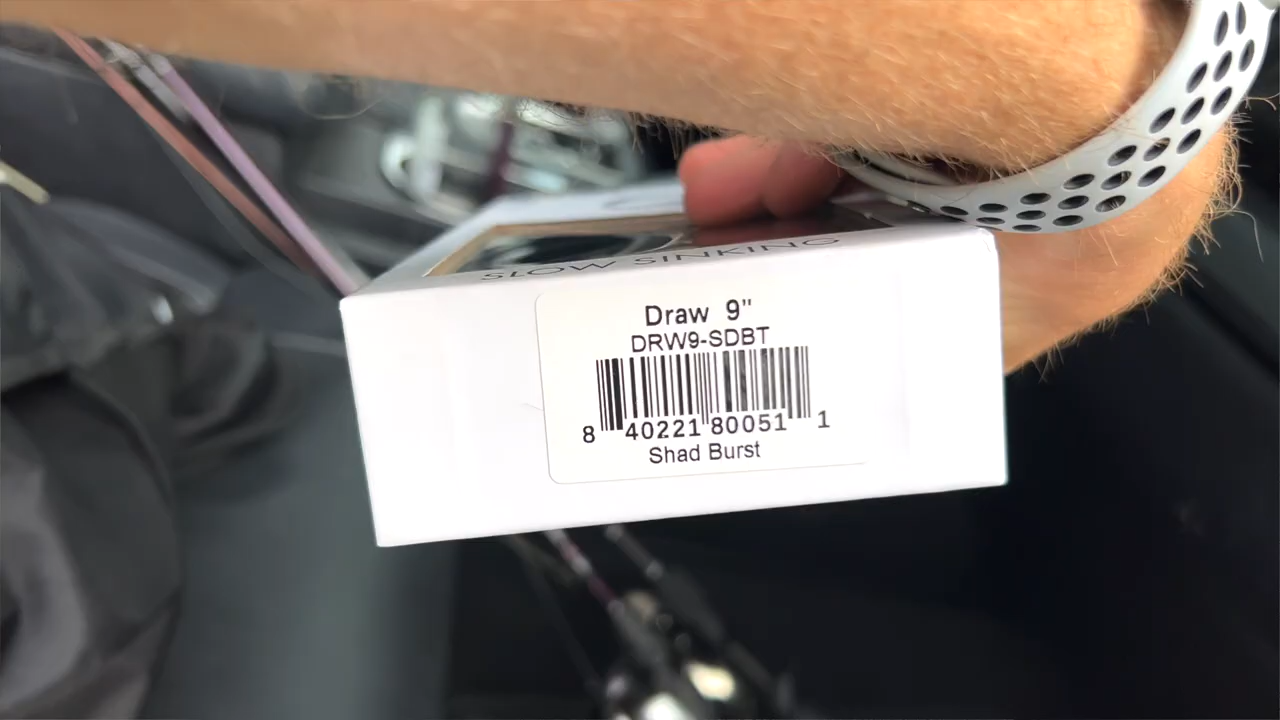 SLOW SINKING
Draw 9"
DRW9-SDBT
8 40221 80051 1
Shad Burst